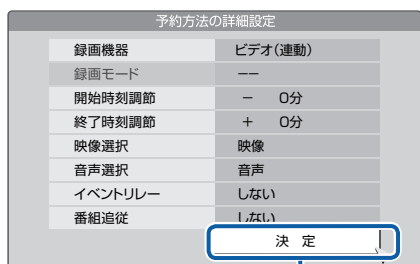 予約方法の詳細設定
録画機器 ビデオ(連動)
録画モード −−
開始時刻調節 − 0分
終了時刻調節 + 0分
映像選択 映像
音声選択 音声
イベントリレー しない
番組追従 しない
決 定